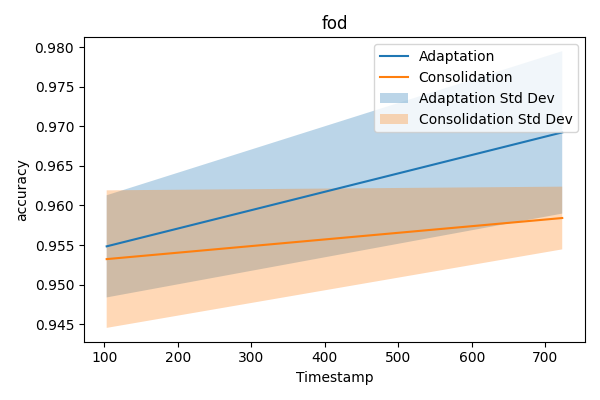 fod
0.980
0.975
0.970
0.965
0.960
0.955
0.950
0.945
accuracy
Adaptation
Consolidation
Adaptation Std Dev
Consolidation Std Dev
100 200 300 400 500 600 700
Timestamp